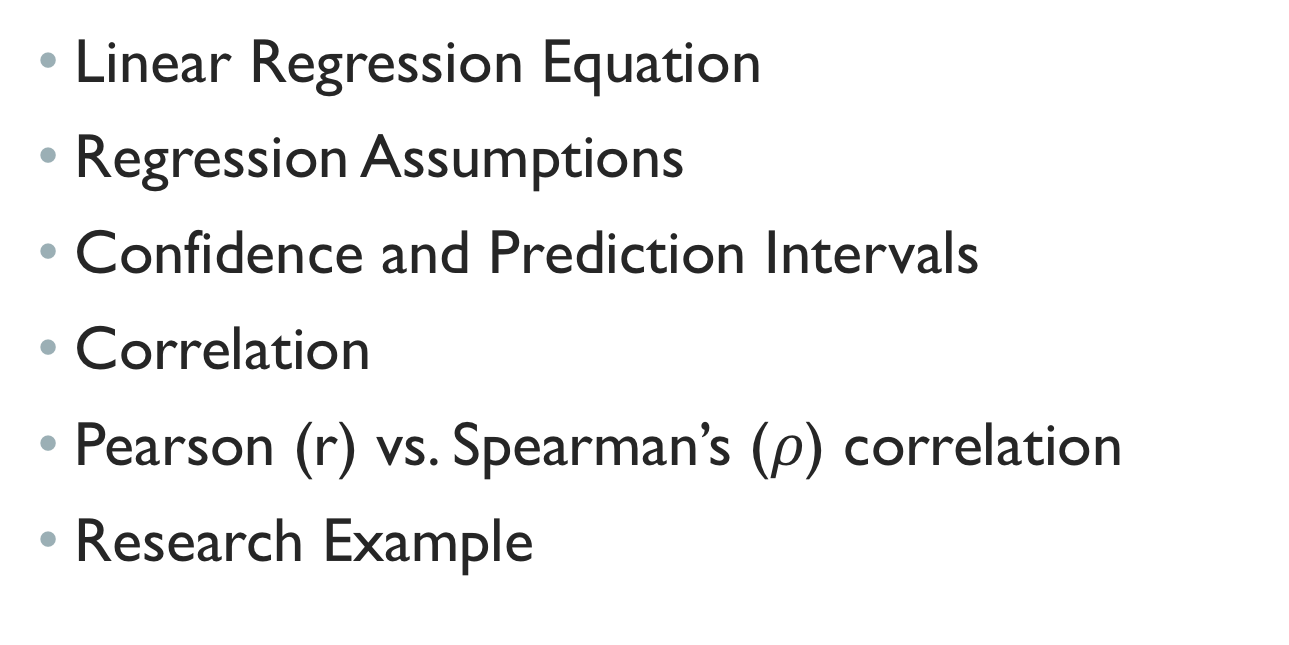 • Linear Regression Equation
• Regression Assumptions
• Confidence and Prediction Intervals
• Correlation
• Pearson (r) vs. Spearman’s (𝜌) correlation
• Research Example